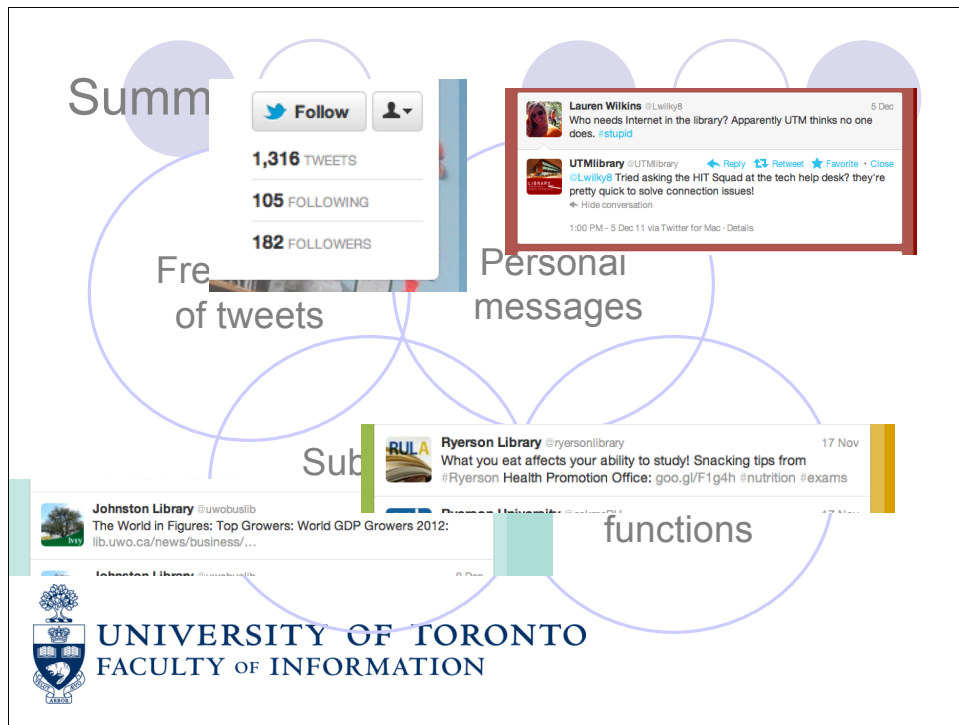 Summ
Follow
1,316 TWEETS
105 FOLLOWING
182 FOLLOWERS
Lauren Wilkins @Lwilky8 5 Dec
Who needs Internet in the library? Apparently UTM thinks no one
does. #stupid
UTMlibrary @UTMlibrary Reply Retweet Favorite · Close
@Lwilky8 Tried asking the HIT Squad at the tech help desk? they're
pretty quick to solve connection issues!
Hide conversation
1:00 PM - 5 Dec 11 via Twitter for Mac · Details
Fre
of tweets
Personal
messages
Sub
RULA
Ryerson Library @ryersonlibrary 17 Nov
What you eat affects your ability to study! Snacking tips from
#Ryerson Health Promotion Office: goo.gl/F1g4h #nutrition #exams
Ryerson University
functions
Johnston Library @uwobuslib
The World in Figures: Top Growers: World GDP Growers 2012:
lib.uwo.ca/news/business/...
IVEY
Johnston Library
UNIVERSITY OF TORONTO
FACULTY OF INFORMATION
ARBOR